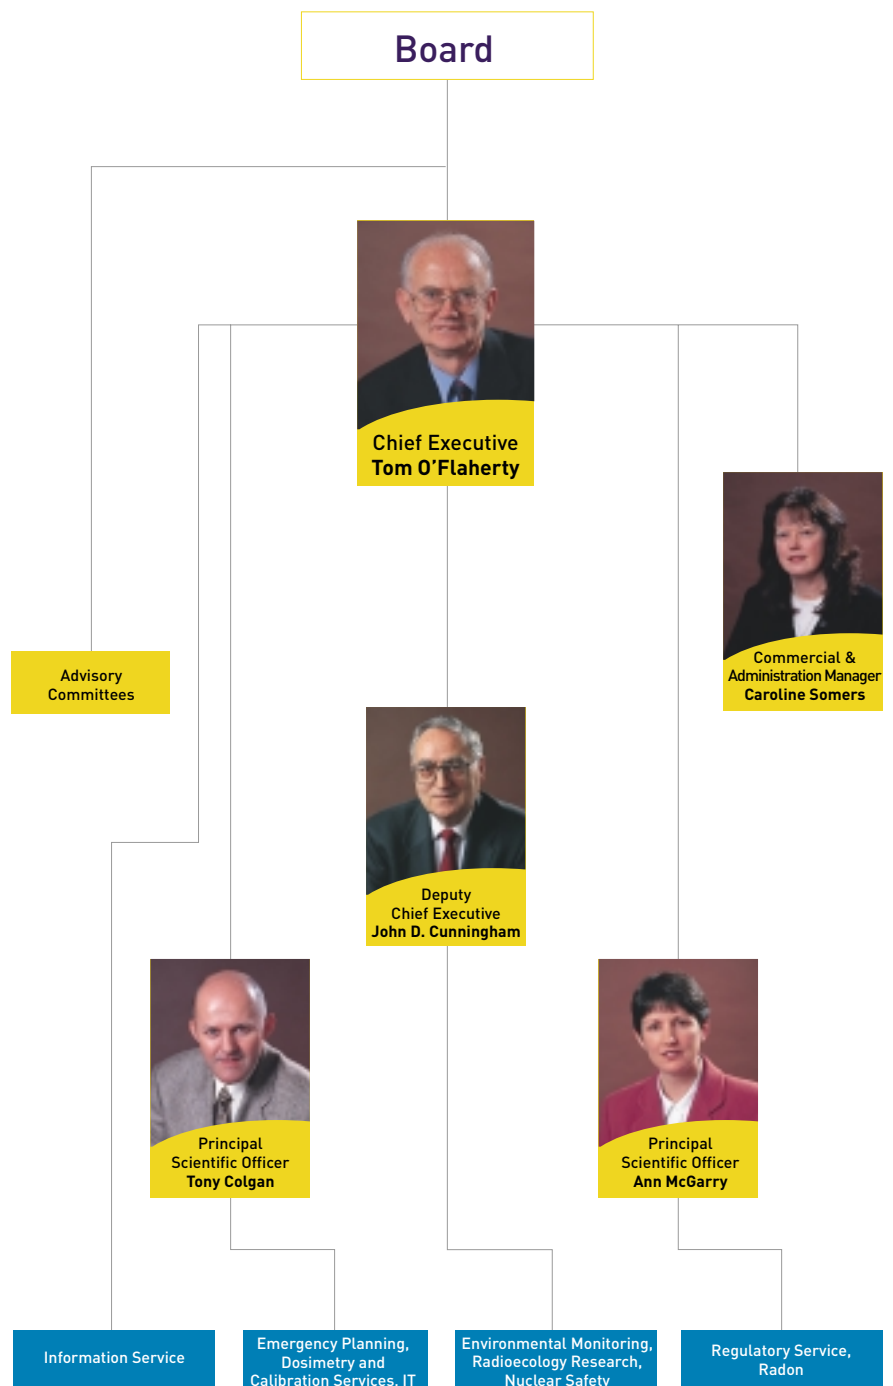 Board
Chief Executive
Tom O'Flaherty
Advisory
Committees
Commercial &
Administration Manager
Caroline Somers
Deputy
Chief Executive
John D. Cunningham
Principal
Scientific Officer
Tony Colgan
Principal
Scientific Officer
Ann McGarry
Information Service
Emergency Planning,
Dosimetry and
Calibration Services, IT
Environmental Monitoring,
Radioecology Research,
Nuclear Safety
Regulatory Service,
Radon